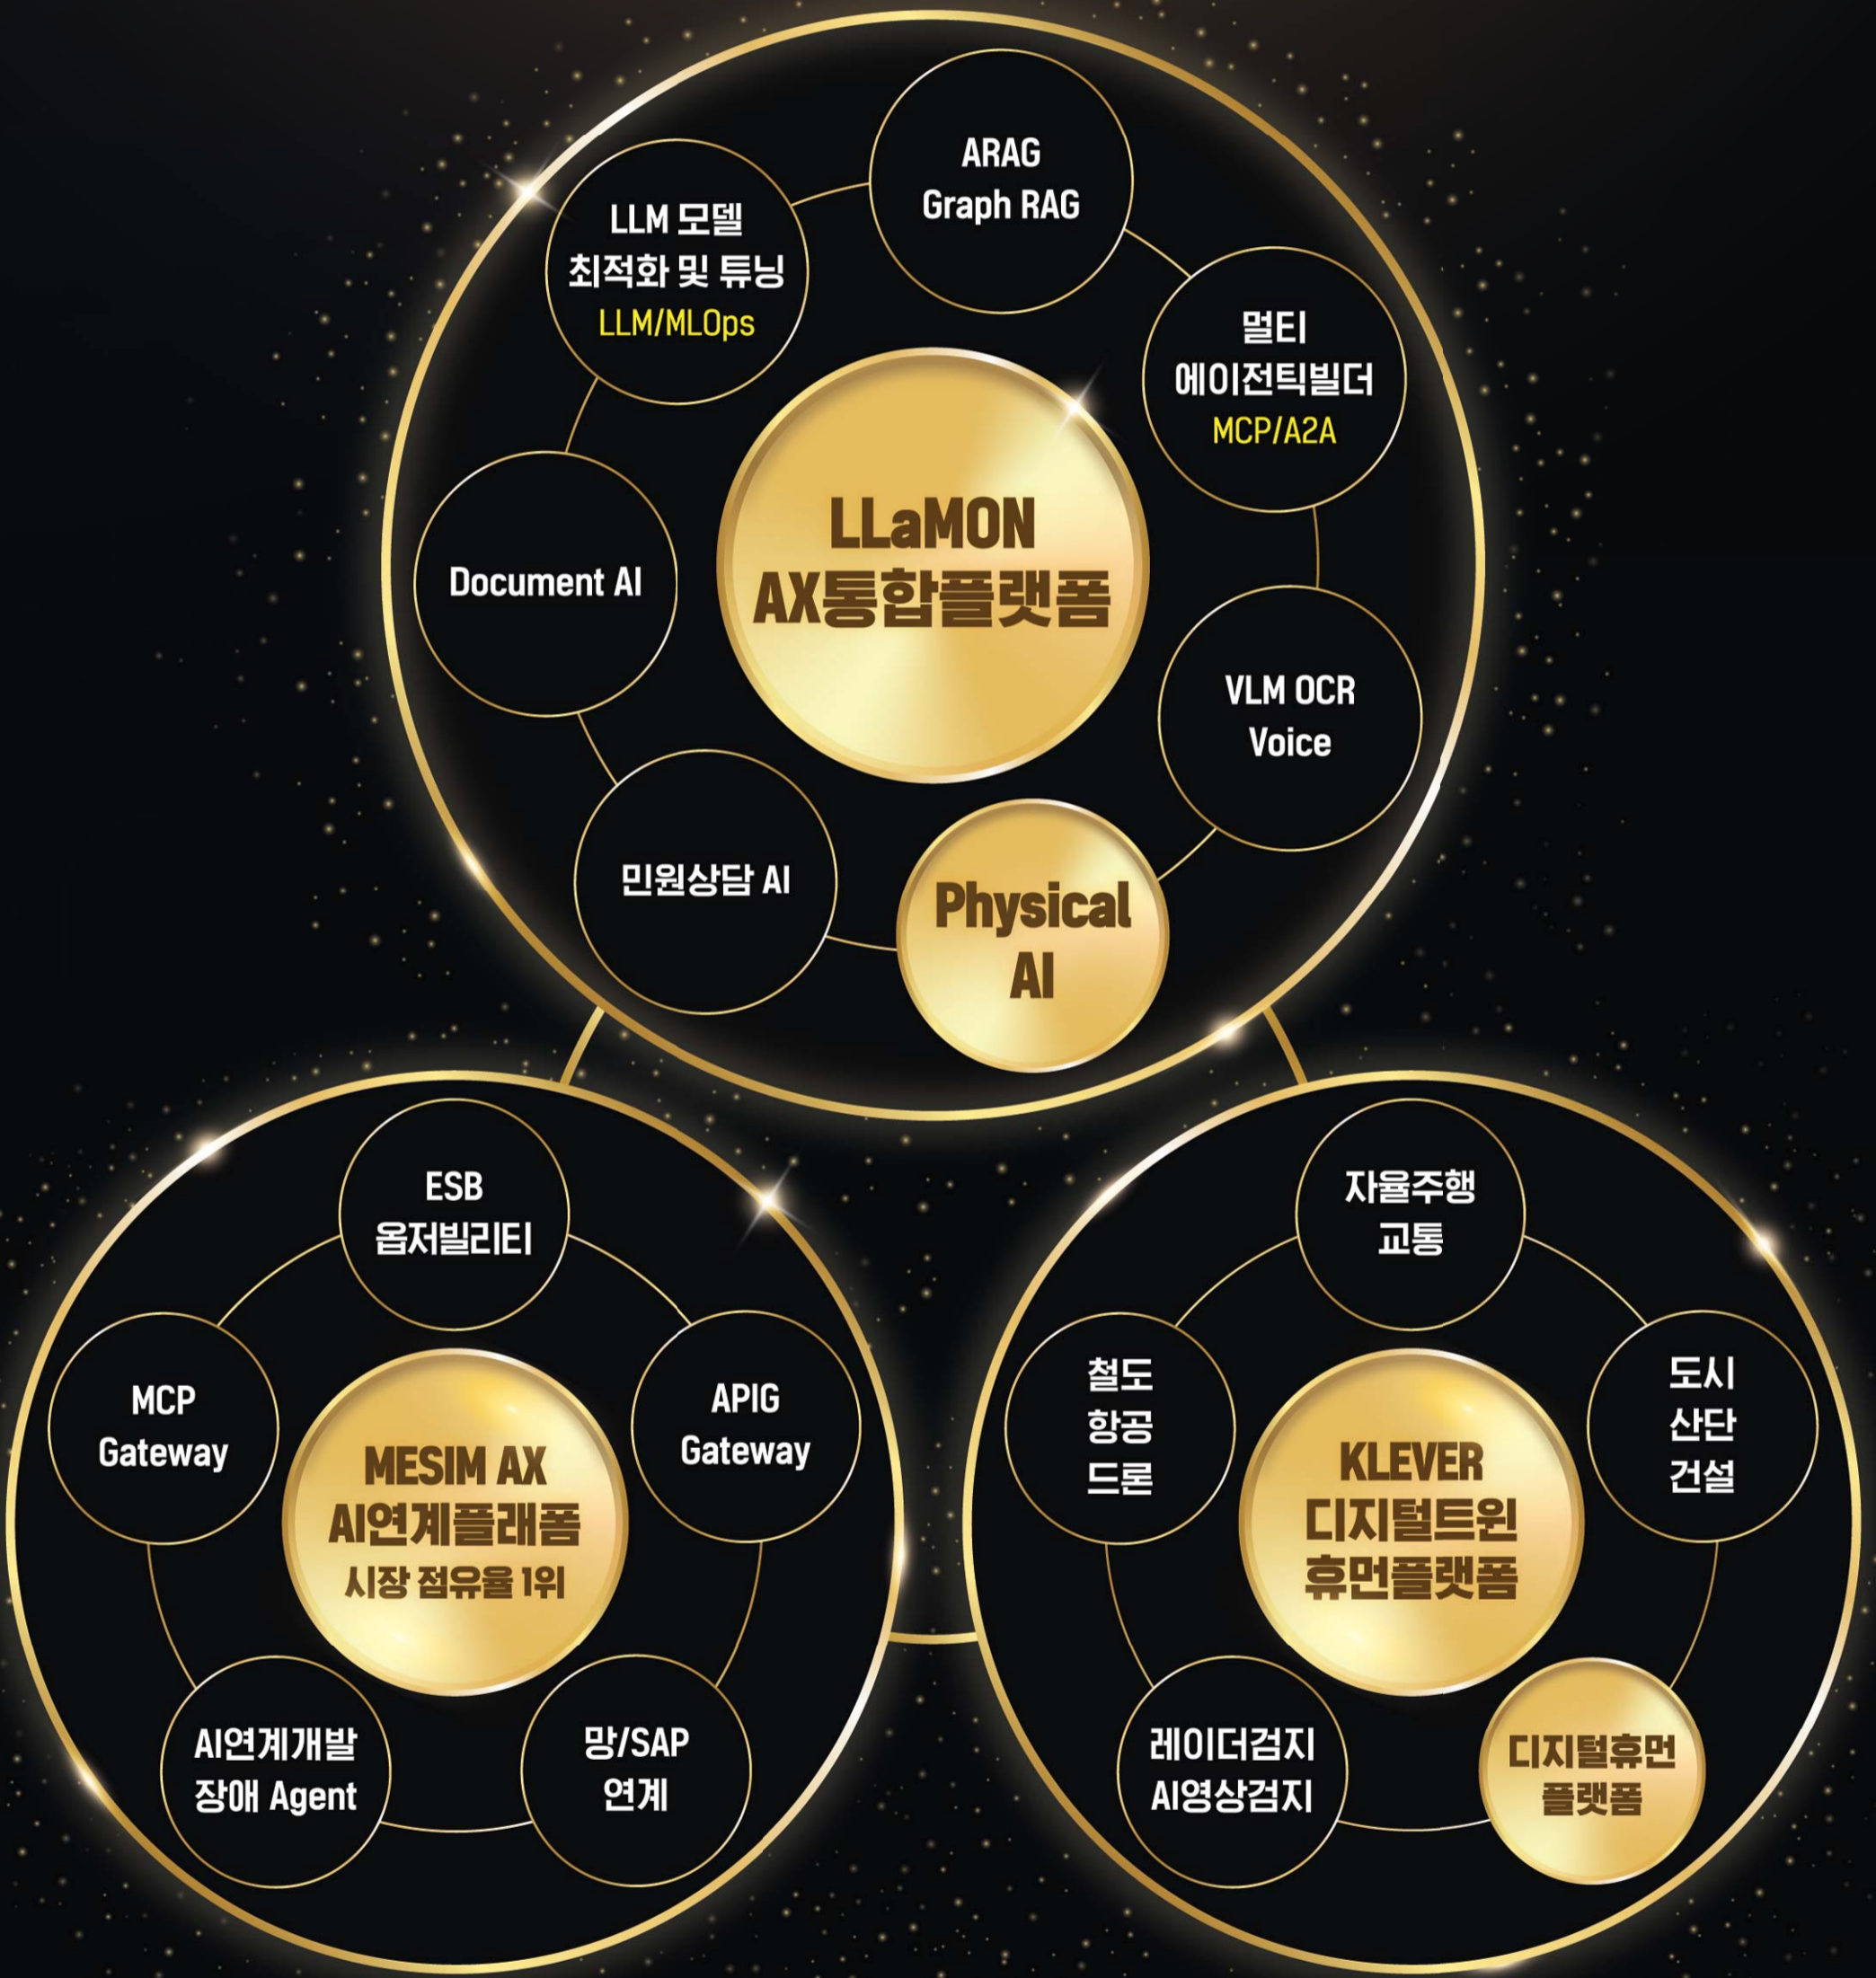 ARAG
Graph RAG
LLM 모델
최적화 및 튜닝
LLM/MLOps
멀티
에이전틱빌더
MCP/A2A
LLaMON
AX통합플랫폼
Document AI
VLM OCR
Voice
민원상담 AI
Physical
AI
ESB
옵저빌리티
MCP
Gateway
APIG
Gateway
MESIM AX
AI연계플래폼
시장 점유율 1위
AI연계개발
장애 Agent
망/SAP
연계
자율주행
교통
철도
항공
드론
도시
산단
건설
KLEVER
디지털트윈
휴먼플랫폼
레이더검지
AI영상검지
디지털휴먼
플랫폼